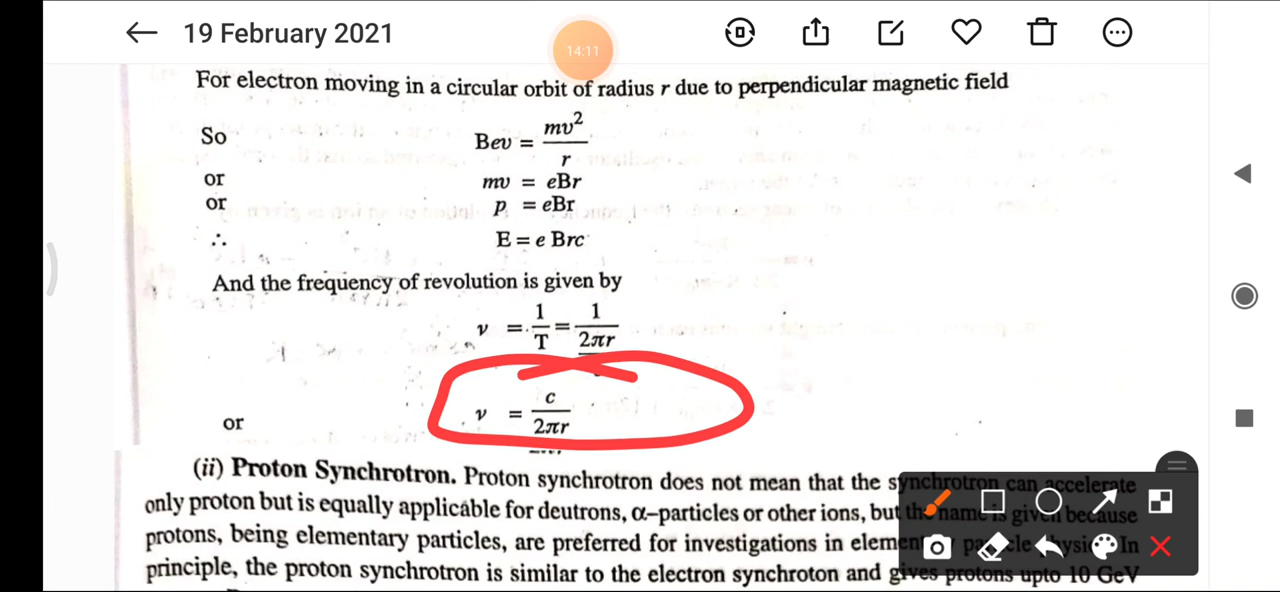 19 February 2021
14:11
For electron moving in a circular orbit of radius r due to perpendicular magnetic field
So Bev = mv²/r
or mv = eBr
or p = eBr
∴ E = e Brc
And the frequency of revolution is given by
ν = 1/T = 1/2πr
or ν = c/2πr
(ii) Proton Synchrotron. Proton synchrotron does not mean that the synchrotron can accelerate
only proton but is equally applicable for deutrons, α–particles or other ions, but the name is given because
protons, being elementary particles, are preferred for investigations in In
principle, the proton synchrotron is similar to the electron synchroton and gives protons upto 10 GeV